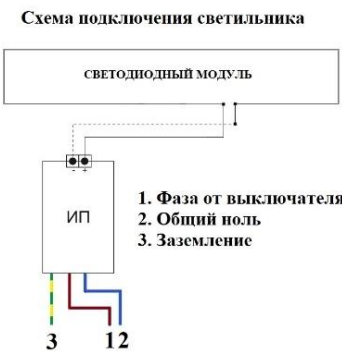 Схема подключения светильника
СВЕТОДИОДНЫЙ МОДУЛЬ
- +
ИП
1. Фаза от выключателя
2. Общий ноль
3. Заземление
3 1 2